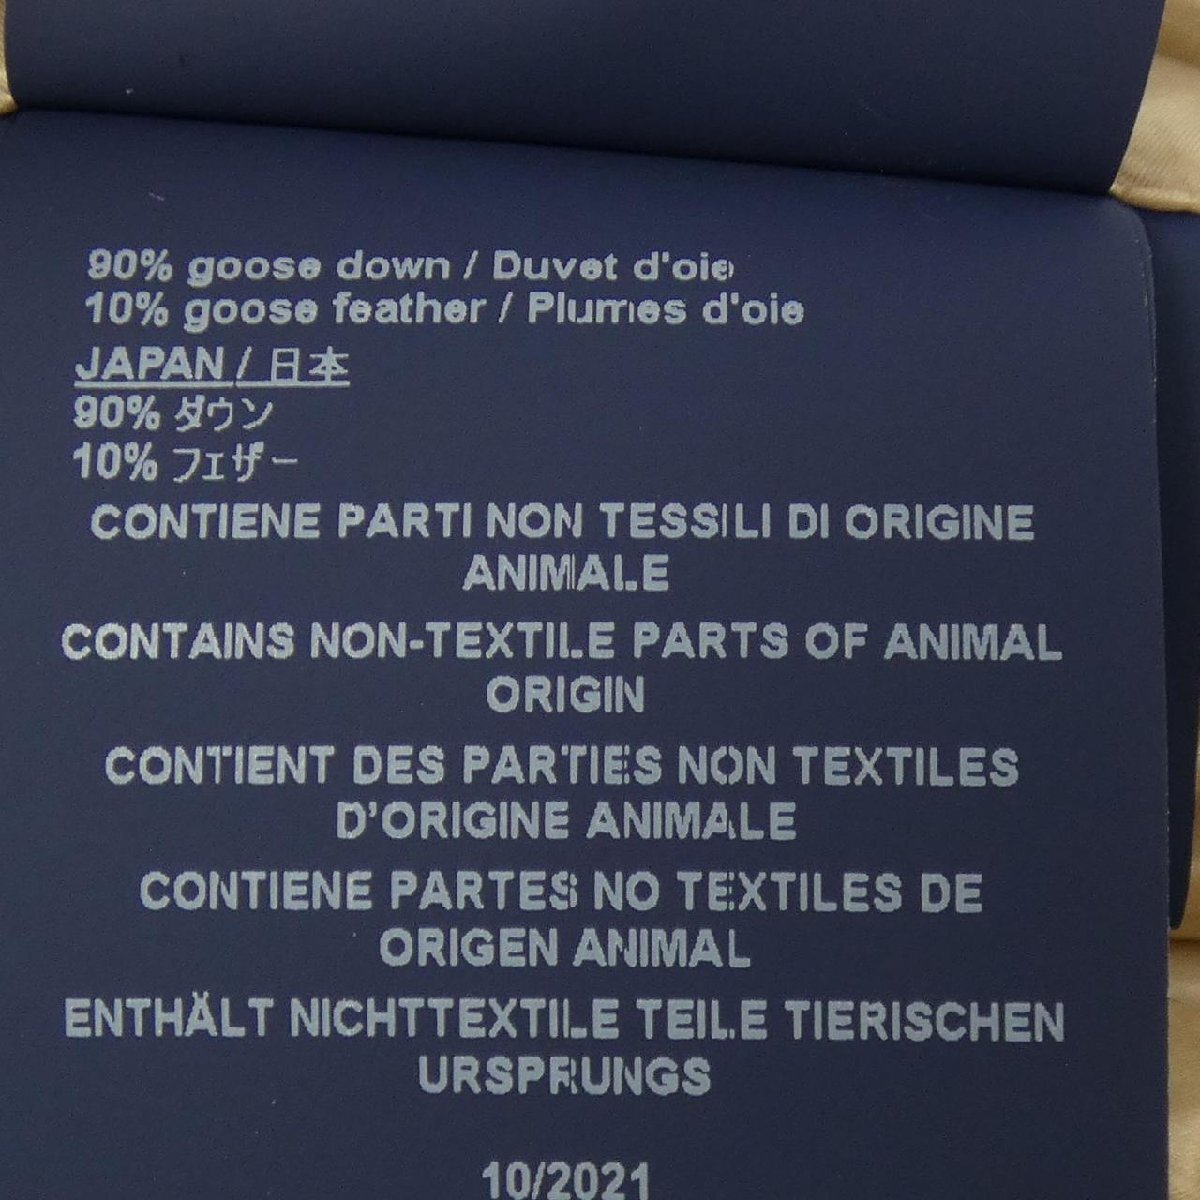 90% goose down / Duvet d'oie
10% goose feather / Plumes d'oie
JAPAN / 日本
90% ダウン
10% フェザー
CONTIENE PARTI NON TESSILI DI ORIGINE
ANIMALE
CONTAINS NON-TEXTILE PARTS OF ANIMAL
ORIGIN
CONTIENT DES PARTIES NON TEXTILES
D'ORIGINE ANIMALE
CONTIENE PARTES NO TEXTILES DE
ORIGEN ANIMAL
ENTHÄLT NICHTTEXTILE TEILE TIERISCHEN
URSPRUNGS
10/2021